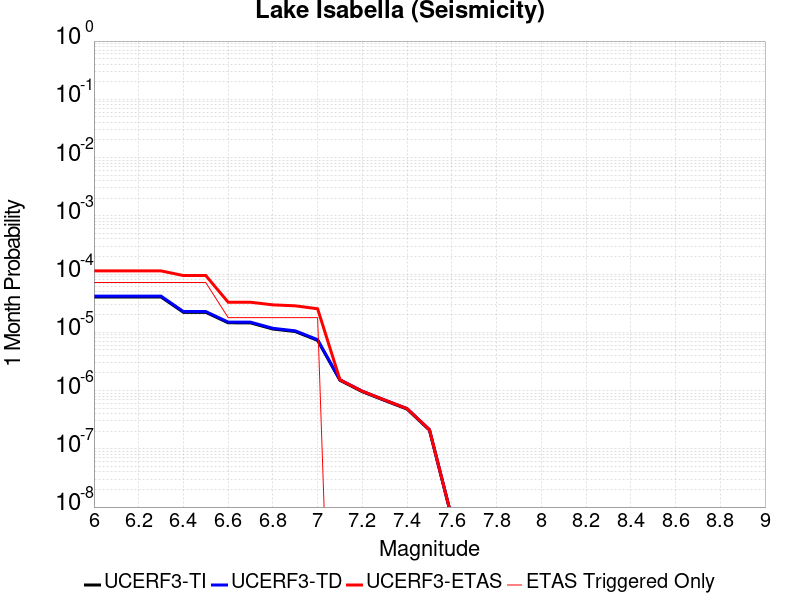 Lake Isabella (Seismicity)
1 Month Probability
10^0
10^-1
10^-2
10^-3
10^-4
10^-5
10^-6
10^-7
10^-8
6 6.2 6.4 6.6 6.8 7 7.2 7.4 7.6 7.8 8 8.2 8.4 8.6 8.8 9
Magnitude
UCERF3-TI UCERF3-TD UCERF3-ETAS ETAS Triggered Only